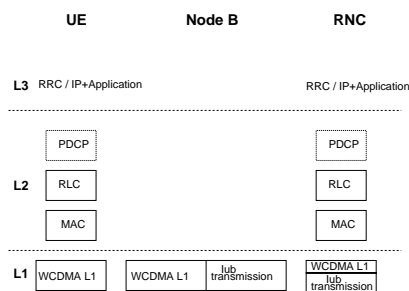 UE Node B RNC
L3 RRC / IP+Application RRC / IP+Application
PDCP PDCP
L2 RLC RLC
MAC MAC
L1 WCDMA L1 WCDMA L1 Iub transmission WCDMA L1
Iub transmission